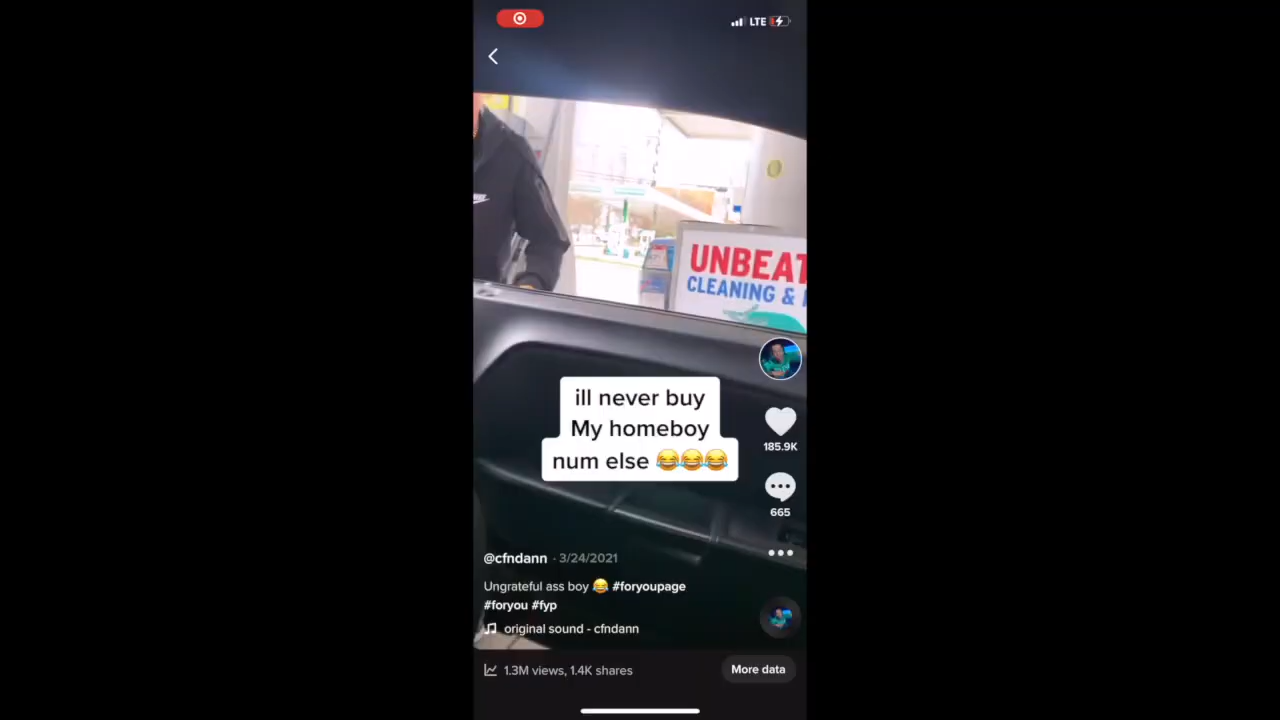 LTE
UNBEAT
CLEANING &
ill never buy
My homeboy
num else 😂😂😂
185.9K
665
@cfndann · 3/24/2021
Ungrateful ass boy 😂 #foryoupage
#foryou #fyp
original sound - cfndann
1.3M views, 1.4K shares
More data